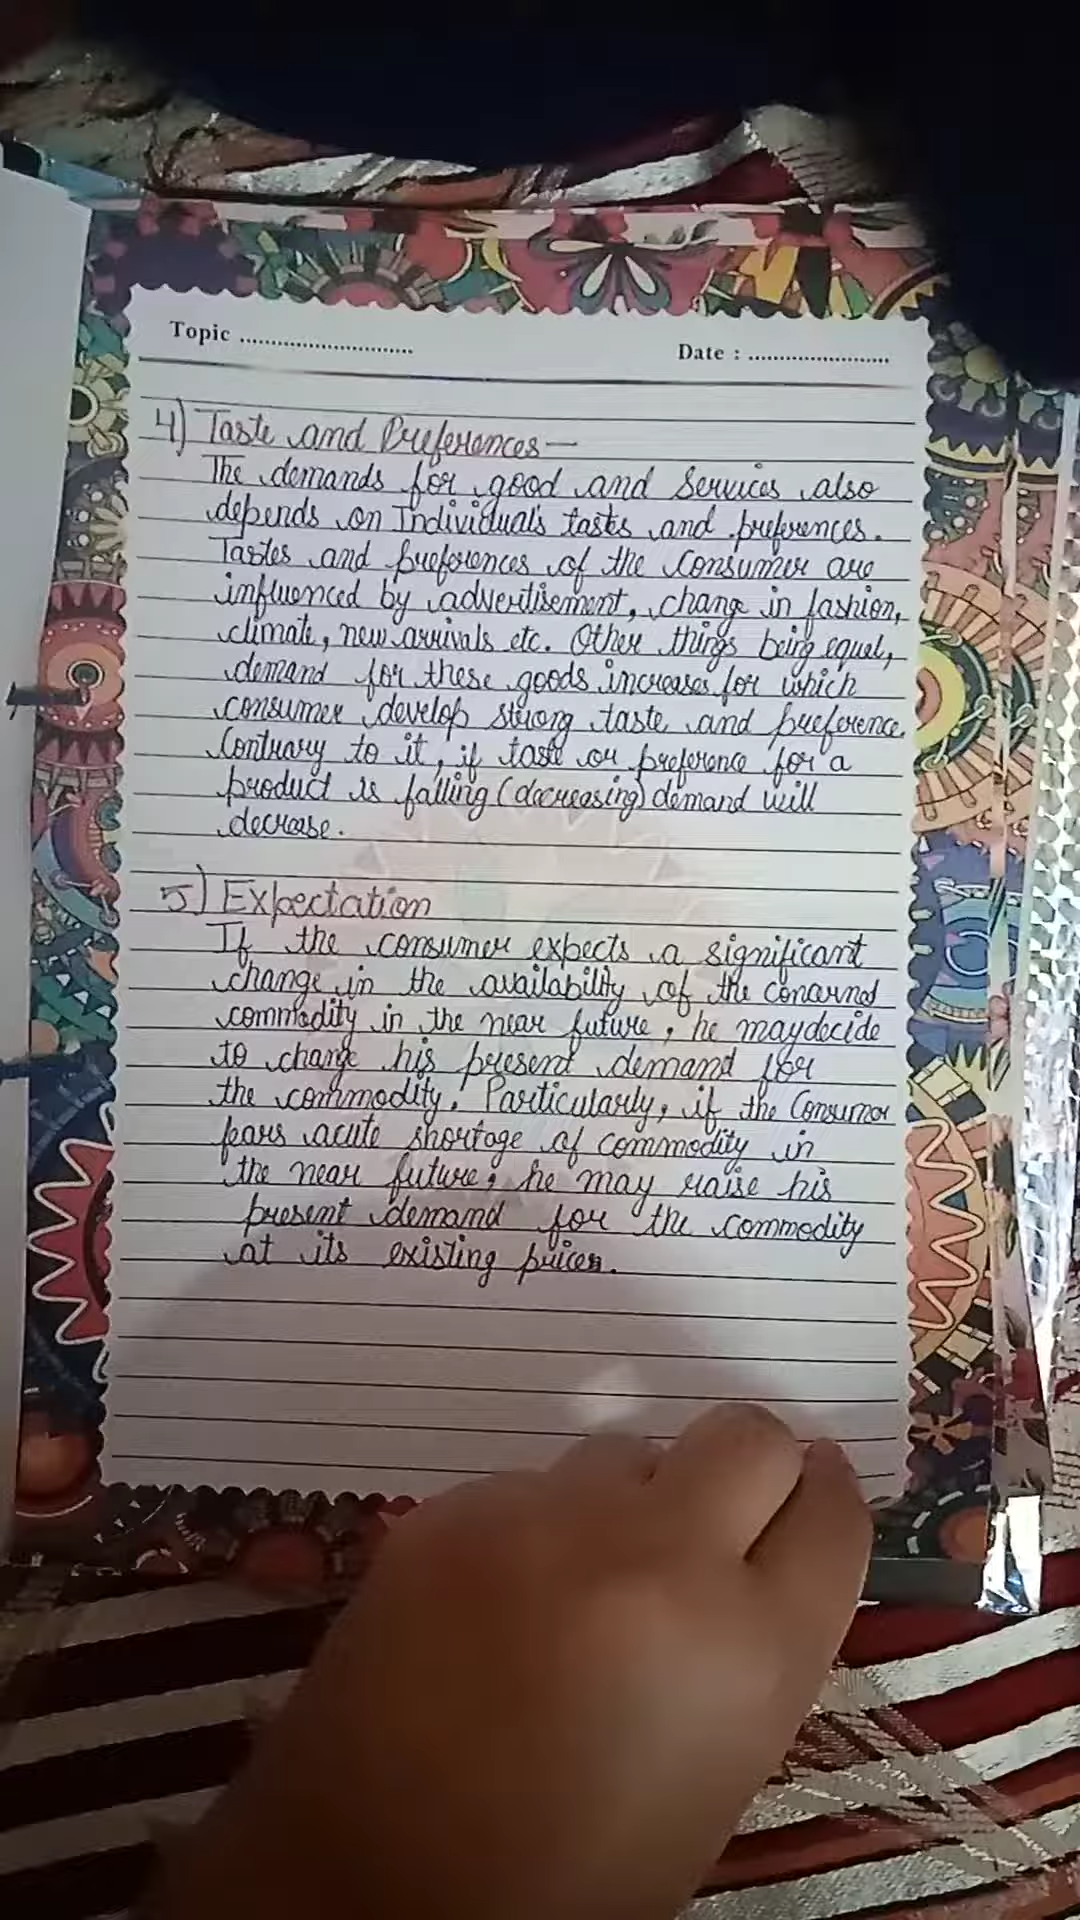 Topic ............................
Date : ........................
4) Taste and Preferences —
The demands for good and Services also
depends on Individual's tastes and preferences.
Tastes and preferences of the consumer are
influenced by advertisement, change in fashion,
climate, new arrivals etc. Other things being equal,
demand for these goods increases for which
consumer develop strong taste and preference.
Contrary to it, if taste or preference for a
product is falling (decreasing) demand will
decrease.
5) Expectation
If the consumer expects a significant
change in the availability of the concerned
commodity in the near future, he may decide
to change his present demand for
the commodity. Particularly, if the Consumer
fears acute shortage of commodity in
the near future, he may raise his
present demand for the commodity
at its existing prices.